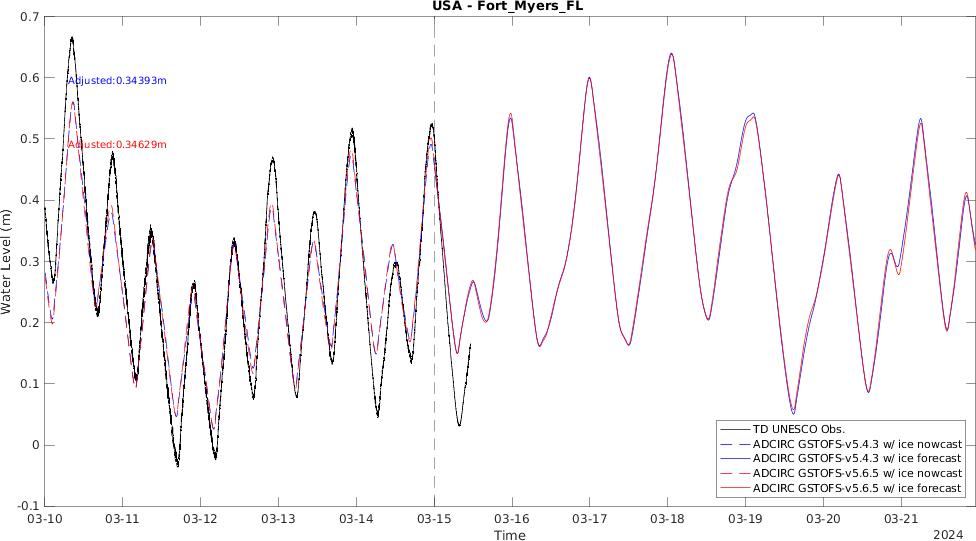 USA - Fort_Myers_FL
0.7
0.6
0.5
0.4
0.3
0.2
0.1
0
-0.1
Water Level (m)
Adjusted:0.34393m
Adjusted:0.34629m
TD UNESCO Obs.
ADCIRC GSTOFS-v5.4.3 w/ ice nowcast
ADCIRC GSTOFS-v5.4.3 w/ ice forecast
ADCIRC GSTOFS-v5.6.5 w/ ice nowcast
ADCIRC GSTOFS-v5.6.5 w/ ice forecast
03-10 03-11 03-12 03-13 03-14 03-15 03-16 03-17 03-18 03-19 03-20 03-21
Time
2024